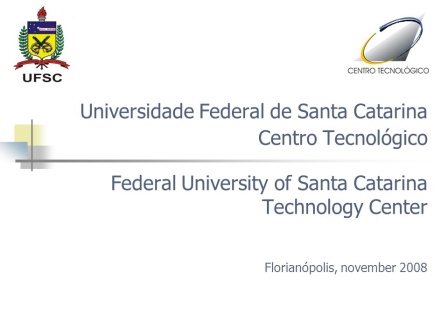 UFSC
CENTRO TECNOLÓGICO
Universidade Federal de Santa Catarina
Centro Tecnológico
Federal University of Santa Catarina
Technology Center
Florianópolis, november 2008